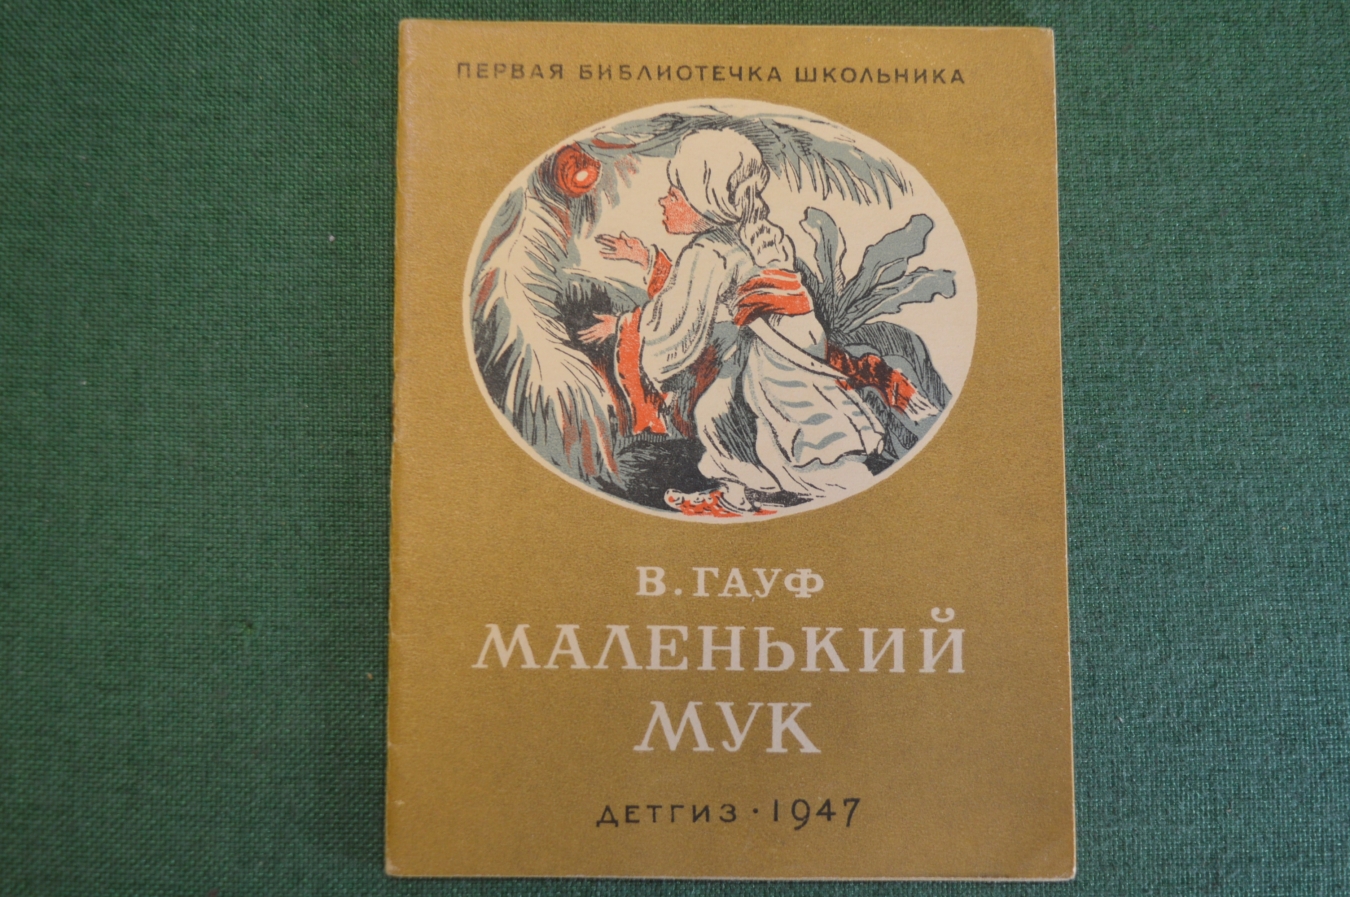 ПЕРВАЯ БИБЛИОТЕЧКА ШКОЛЬНИКА
В. ГАУФ
МАЛЕНЬКИЙ
МУК
ДЕТГИЗ · 1947